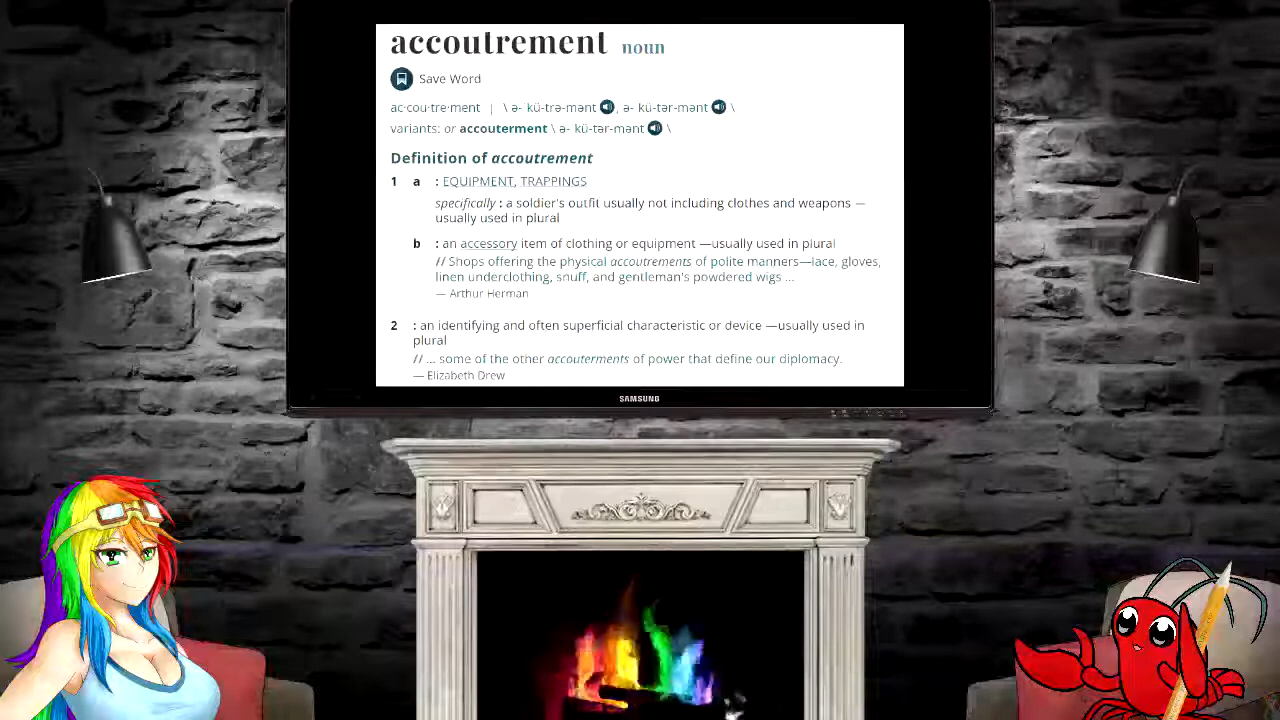 accoutrement noun
Save Word
ac·cou·tre·ment | \ ə- kü-trə-mənt , ə- kü-tər-mənt \
variants: or accouterment \ ə- kü-tər-mənt \
Definition of accoutrement
1 a : EQUIPMENT, TRAPPINGS
specifically : a soldier's outfit usually not including clothes and weapons —
usually used in plural
b : an accessory item of clothing or equipment —usually used in plural
// Shops offering the physical accoutrements of polite manners—lace, gloves,
linen underclothing, snuff, and gentleman's powdered wigs ...
— Arthur Herman
2 : an identifying and often superficial characteristic or device —usually used in
plural
// ... some of the other accouterments of power that define our diplomacy.
— Elizabeth Drew
SAMSUNG